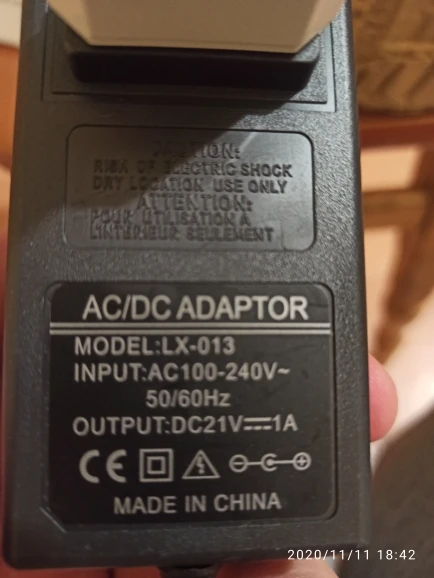 CAUTION:
RISK OF ELECTRIC SHOCK
DRY LOCATION USE ONLY
ATTENTION:
POUR UTILISATION A
L'INTERIEUR SEULEMENT
AC/DC ADAPTOR
MODEL:LX-013
INPUT:AC100-240V~
50/60Hz
OUTPUT:DC21V⎓1A
CE
MADE IN CHINA
2020/11/11 18:42